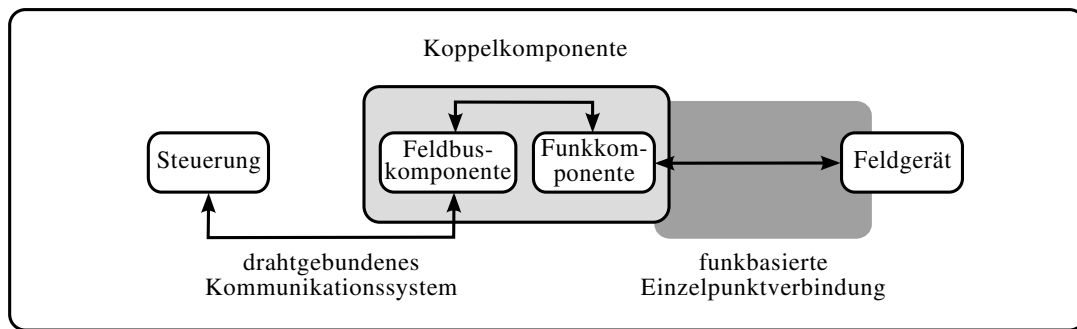 Koppelkomponente
Steuerung
Feldbus-
komponente
Funkkom-
ponente
Feldgerät
drahtgebundenes
Kommunikationssystem
funkbasierte
Einzelpunktverbindung